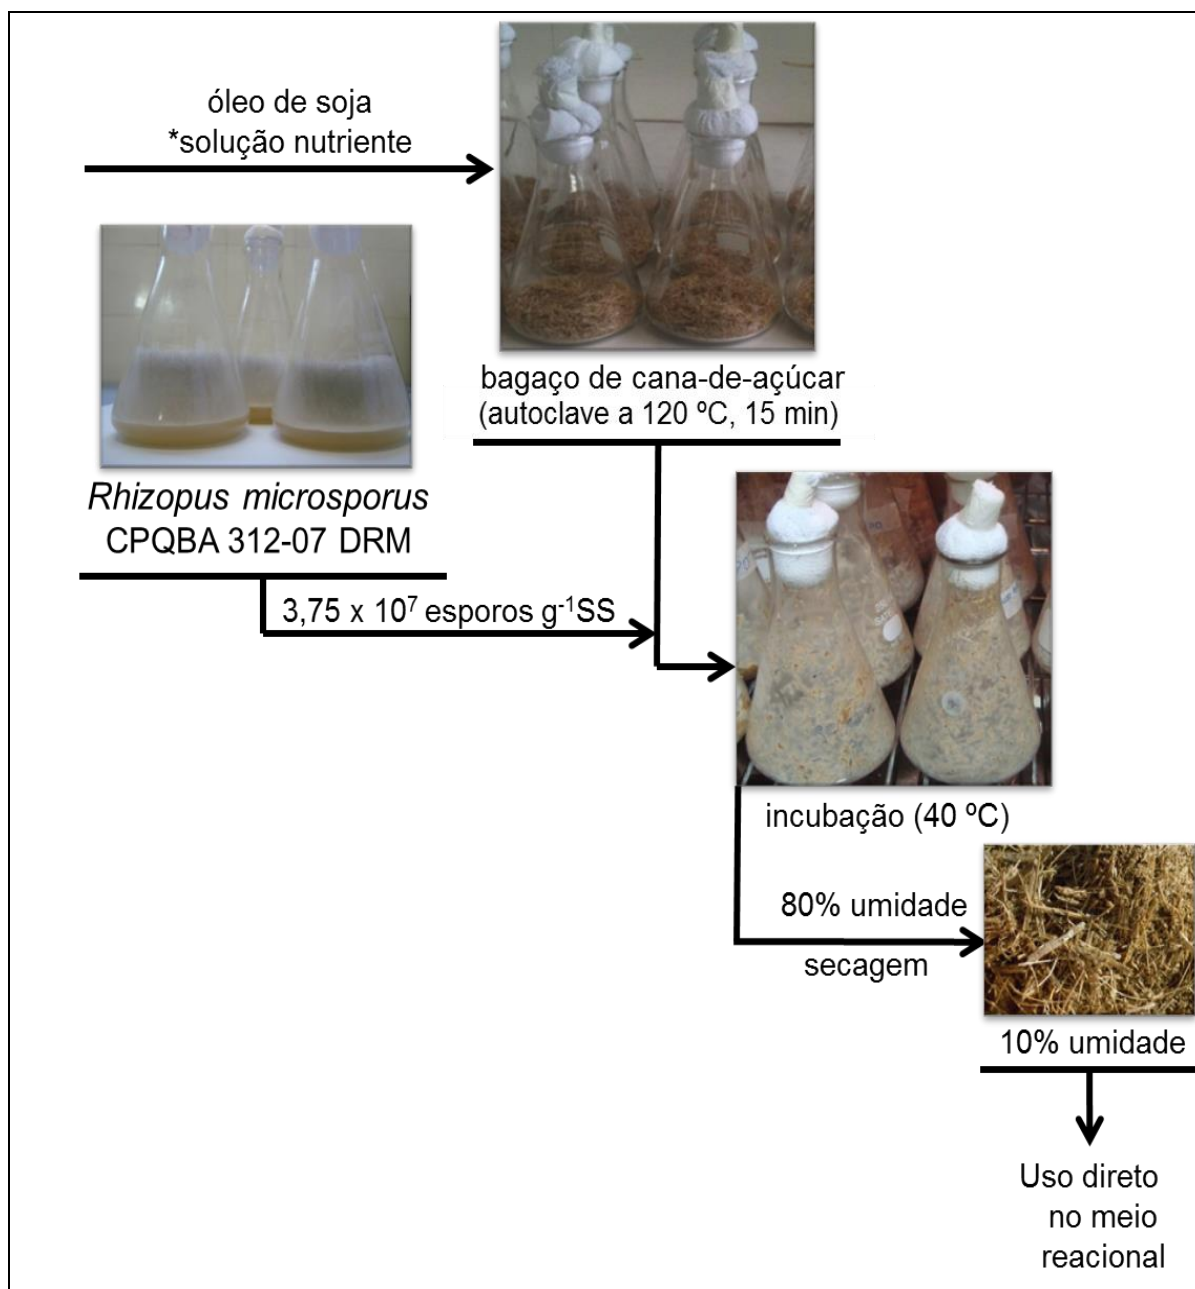 óleo de soja
*solução nutriente
bagaço de cana-de-açúcar
(autoclave a 120 ºC, 15 min)
Rhizopus microsporus
CPQBA 312-07 DRM
3,75 x 10⁷ esporos g⁻¹SS
incubação (40 ºC)
80% umidade
secagem
10% umidade
Uso direto
no meio
reacional